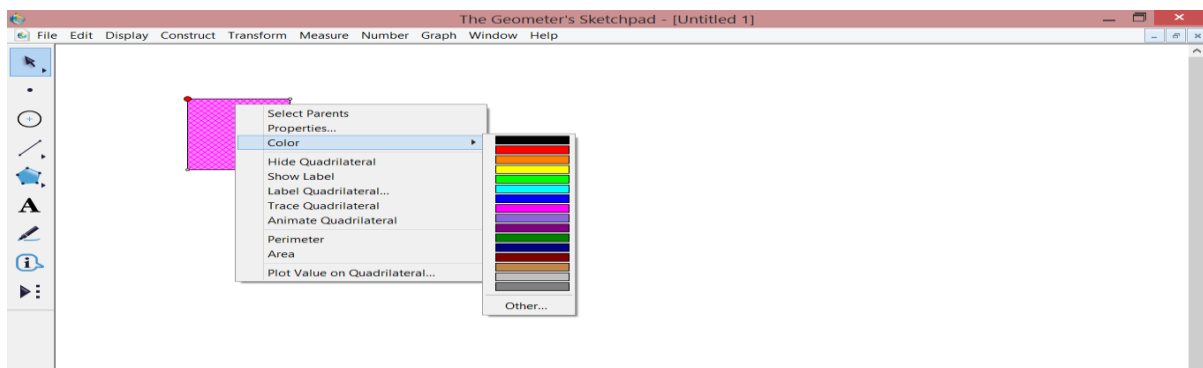 The Geometer's Sketchpad - [Untitled 1]
File Edit Display Construct Transform Measure Number Graph Window Help
Select Parents
Properties...
Color
Hide Quadrilateral
Show Label
Label Quadrilateral...
Trace Quadrilateral
Animate Quadrilateral
Perimeter
Area
Plot Value on Quadrilateral...
Other...
A
i